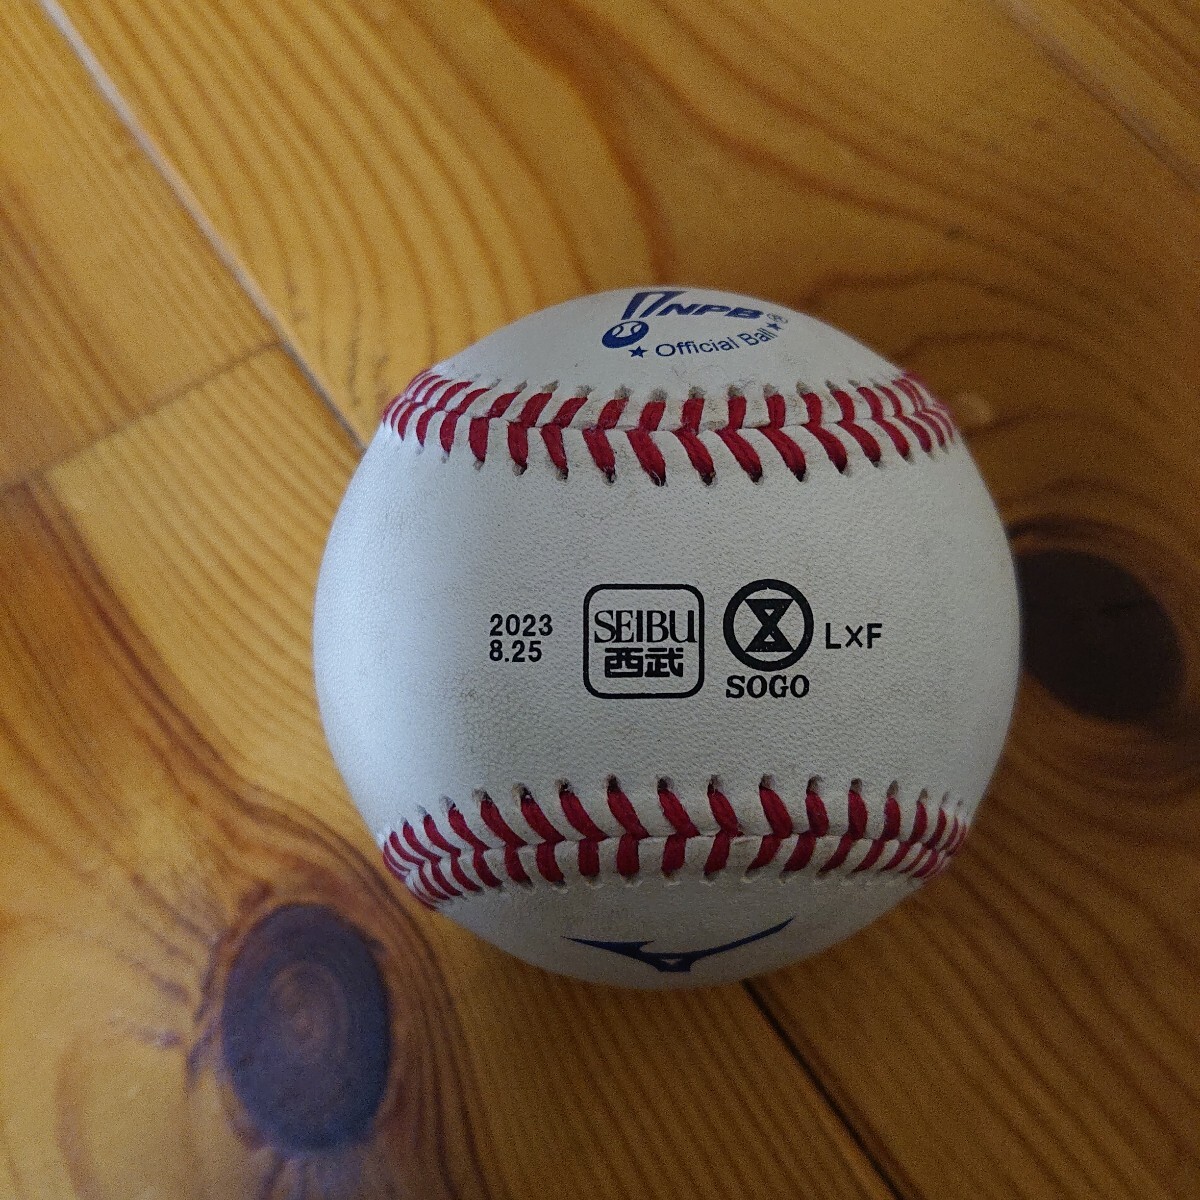 NPB®
★ Official Ball ★
2023
8.25
SEIBU
西武
SOGO
L×F